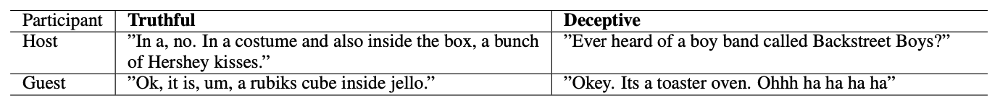 Participant Truthful Deceptive
Host ”In a, no. In a costume and also inside the box, a bunch ”Ever heard of a boy band called Backstreet Boys?”
of Hershey kisses.”
Guest ”Ok, it is, um, a rubiks cube inside jello.” ”Okey. Its a toaster oven. Ohhh ha ha ha ha”